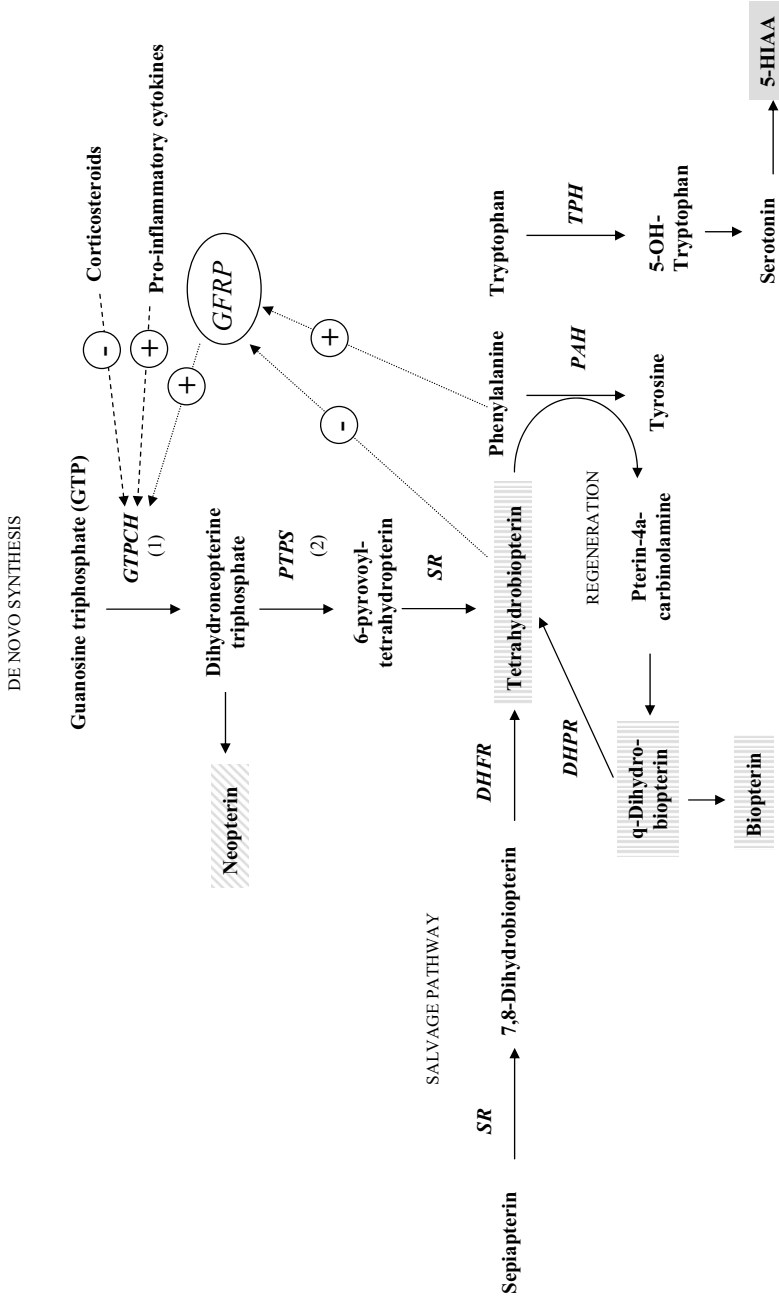 DE NOVO SYNTHESIS
Guanosine triphosphate (GTP)
Corticosteroids
-
Pro-inflammatory cytokines
+
GTPCH
(1)
+
GFRP
Dihydroneopterine
triphosphate
Neopterin
PTPS
(2)
6-pyrovoyl-
tetrahydropterin
SR
-
+
SALVAGE PATHWAY
Sepiapterin
SR
7,8-Dihydrobiopterin
DHFR
Tetrahydrobiopterin
Phenylalanine
Tryptophan
DHPR
REGENERATION
PAH
TPH
q-Dihydro-
biopterin
Pterin-4a-
carbinolamine
Tyrosine
5-OH-
Tryptophan
Biopterin
Serotonin
5-HIAA